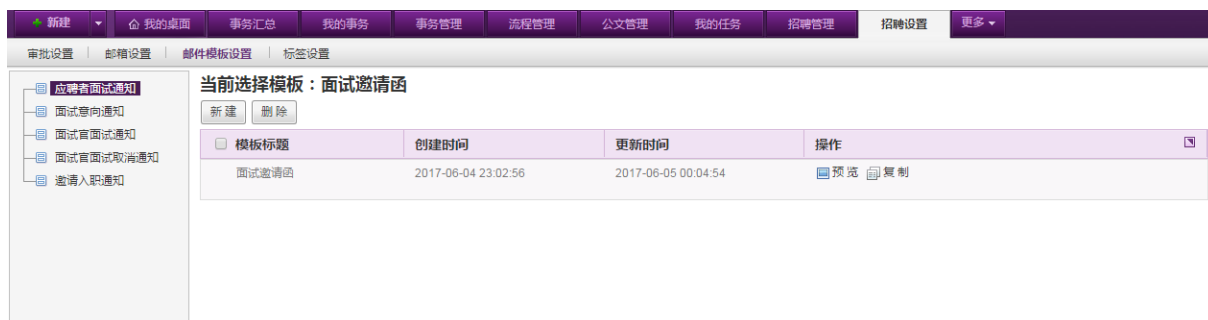 新建 我的桌面 事务汇总 我的事务 事务管理 流程管理 公文管理 我的任务 招聘管理 招聘设置 更多
审批设置 邮箱设置 邮件模板设置 标签设置
应聘者面试通知
面试意向通知
面试官面试通知
面试官面试取消通知
邀请入职通知
当前选择模板：面试邀请函
新建 删除
模板标题 创建时间 更新时间 操作
面试邀请函 2017-06-04 23:02:56 2017-06-05 00:04:54 预览 复制